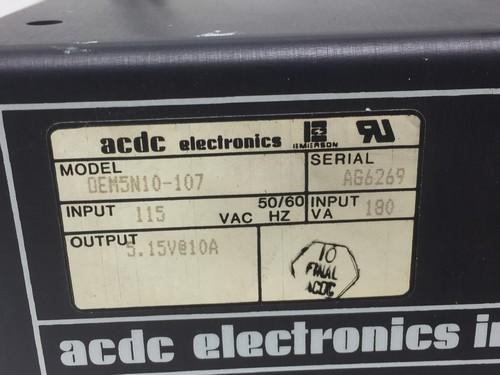 acdc electronics EMERSON
MODEL SERIAL
OEM5N10-107 AG6269
INPUT 115 VAC 50/60 HZ INPUT VA 180
OUTPUT
5.15V@10A
10
FINAL
ACDC
acdc electronics in